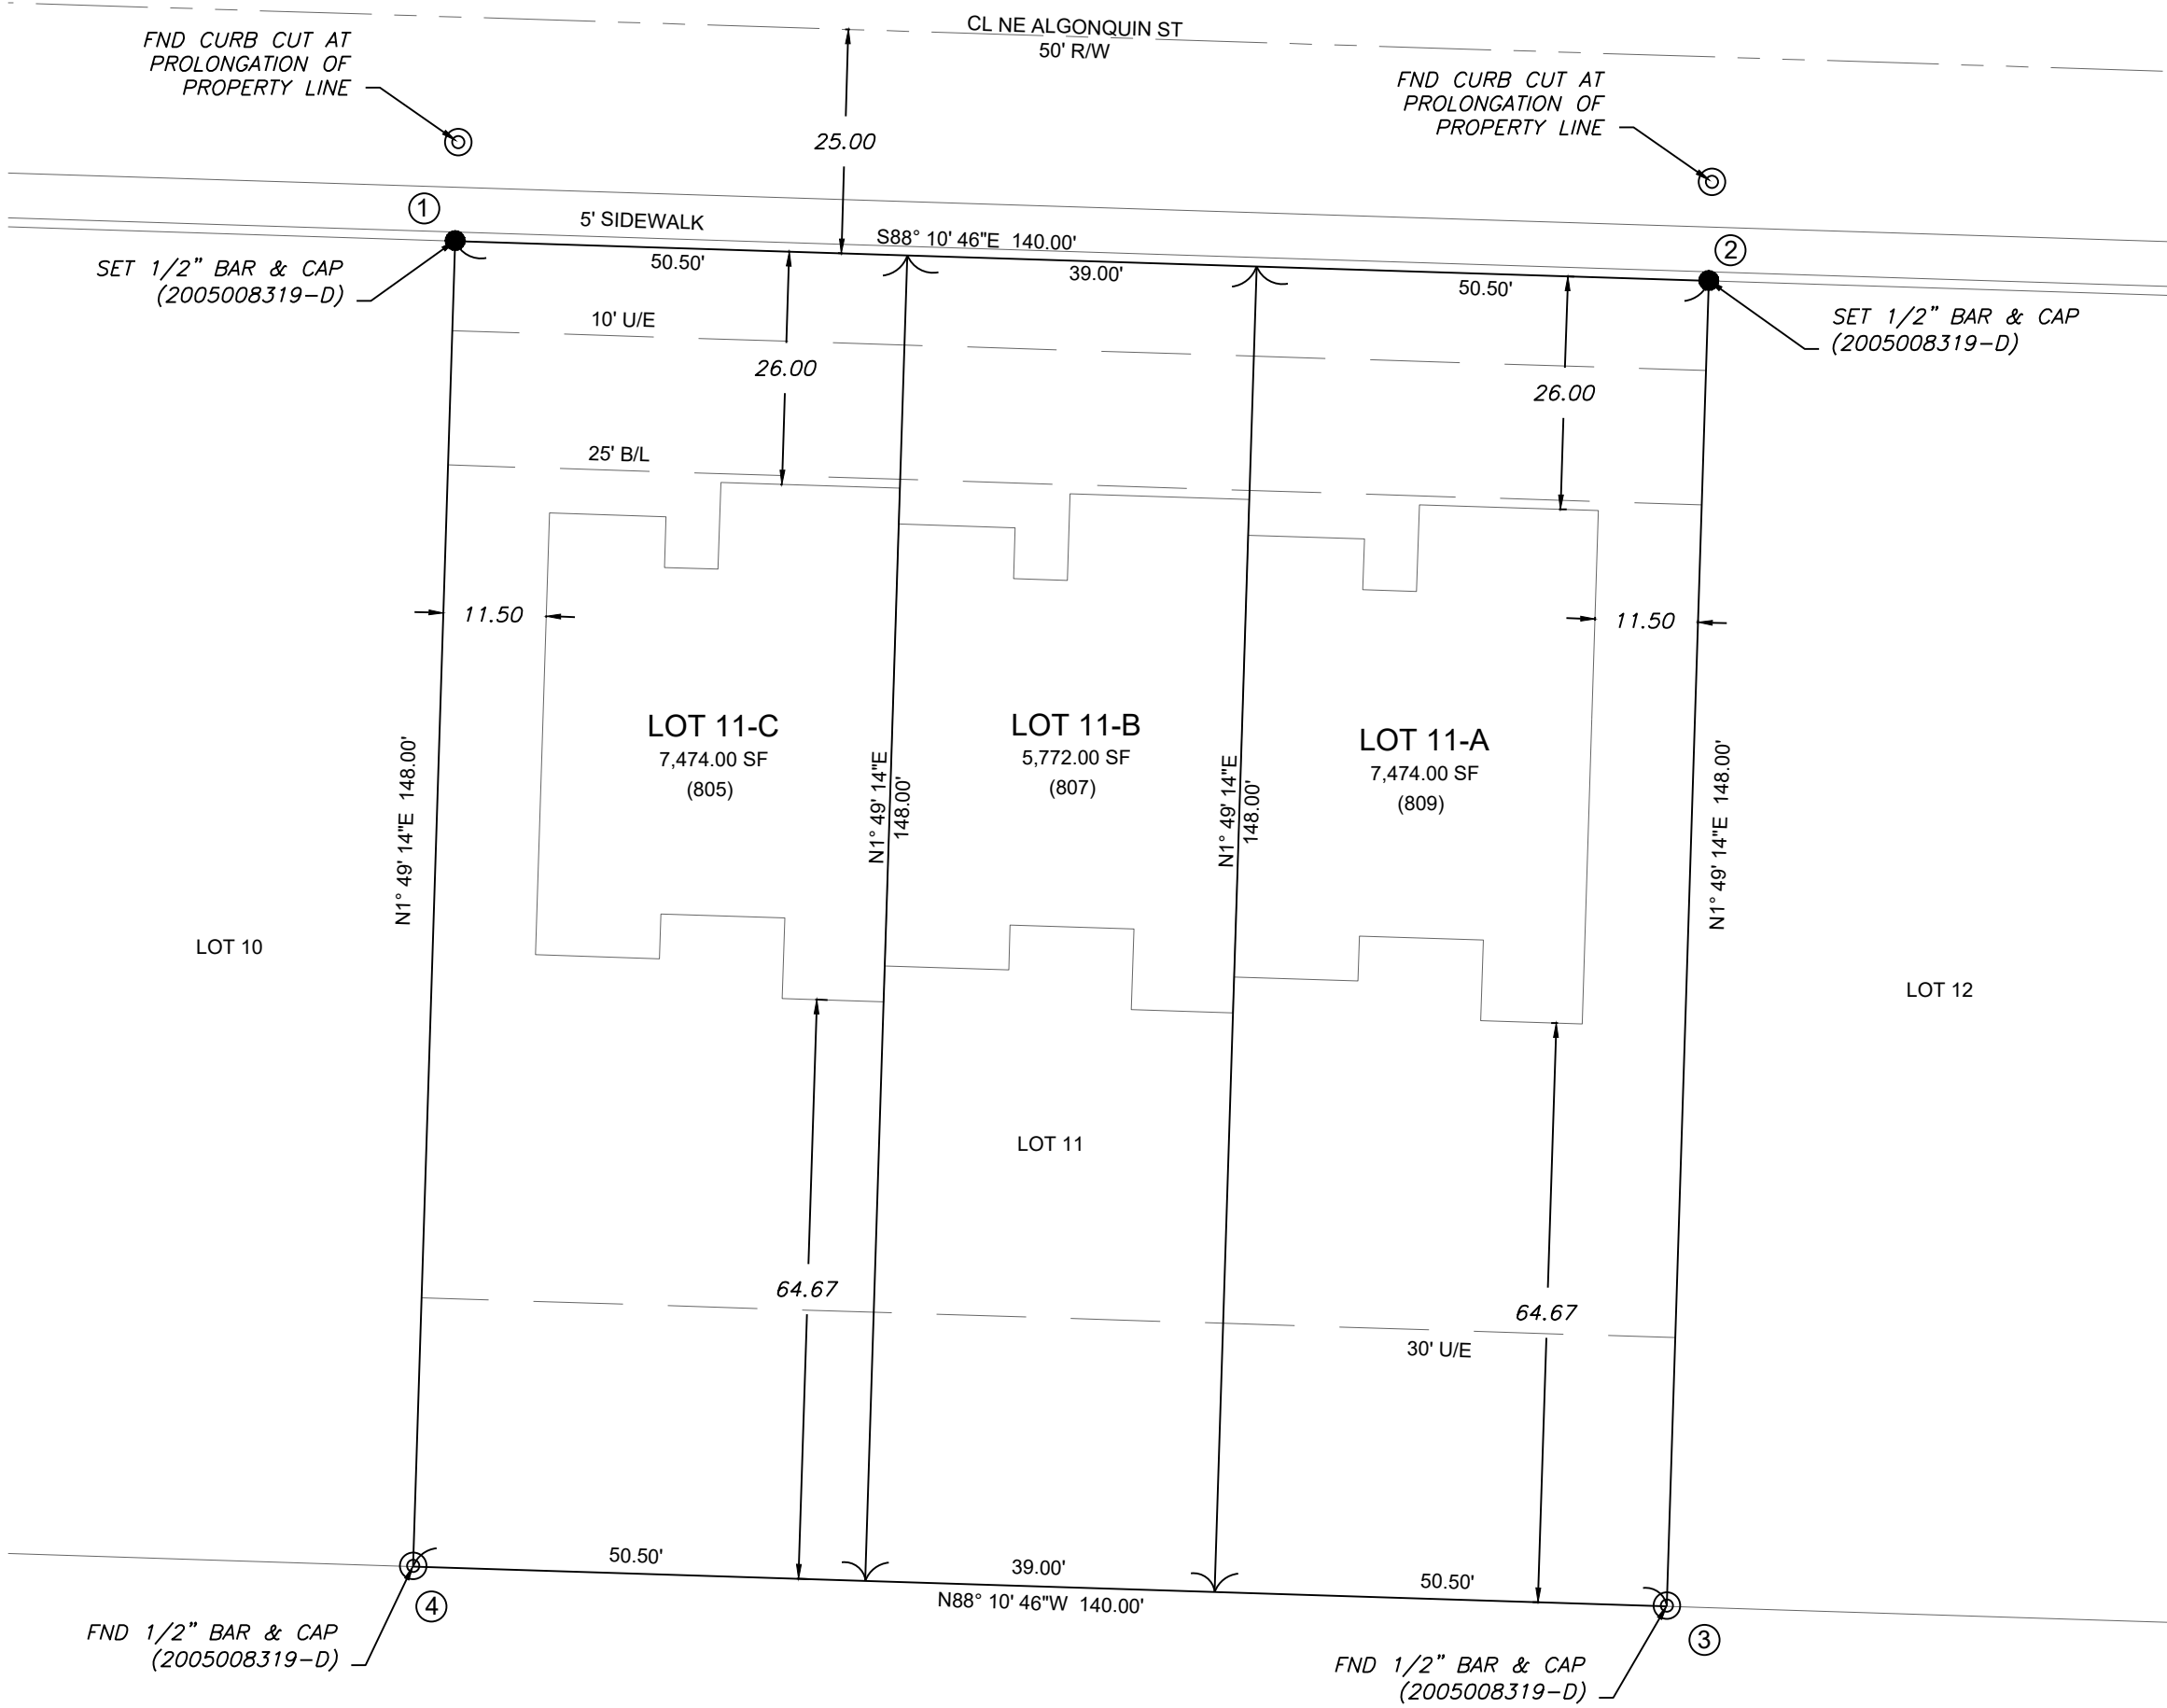 CL NE ALGONQUIN ST
50' R/W
FND CURB CUT AT
PROLONGATION OF
PROPERTY LINE
FND CURB CUT AT
PROLONGATION OF
PROPERTY LINE
25.00
1
5' SIDEWALK
S88° 10' 46"E 140.00'
2
SET 1/2" BAR & CAP
(2005008319-D)
50.50'
39.00'
50.50'
SET 1/2" BAR & CAP
(2005008319-D)
10' U/E
26.00
26.00
25' B/L
11.50
11.50
LOT 11-C
7,474.00 SF
(805)
LOT 11-B
5,772.00 SF
(807)
LOT 11-A
7,474.00 SF
(809)
N1° 49' 14"E 148.00'
N1° 49' 14"E
148.00'
N1° 49' 14"E
148.00'
N1° 49' 14"E 148.00'
LOT 10
LOT 12
LOT 11
64.67
64.67
30' U/E
50.50'
39.00'
50.50'
N88° 10' 46"W 140.00'
4
FND 1/2" BAR & CAP
(2005008319-D)
3
FND 1/2" BAR & CAP
(2005008319-D)